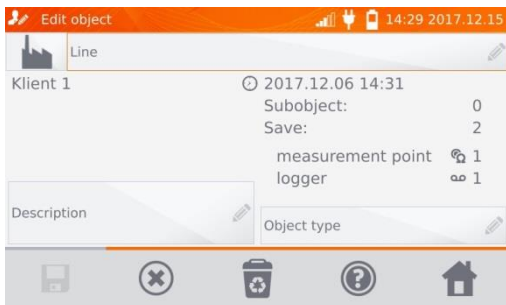 Edit object
14:29 2017.12.15
Line
Klient 1
2017.12.06 14:31
Subobject: 0
Save: 2
measurement point 1
logger 1
Description
Object type